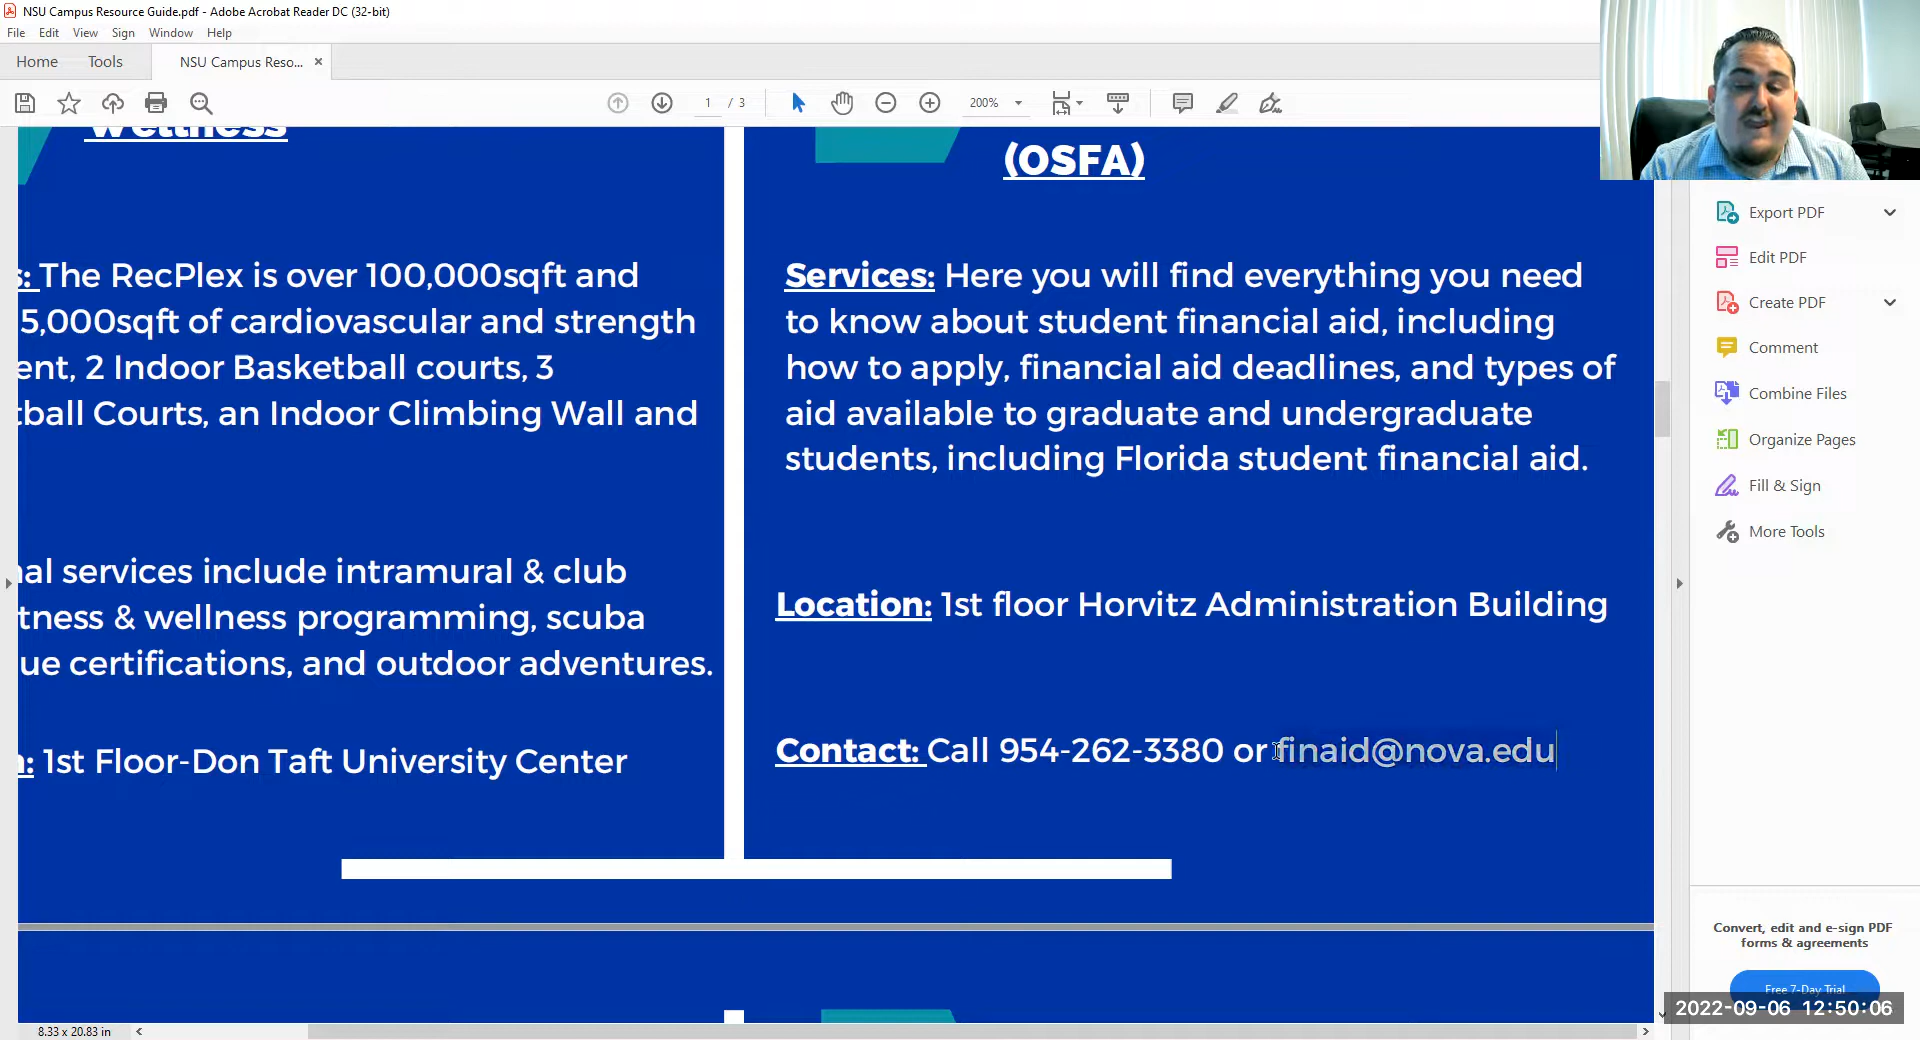 NSU Campus Resource Guide.pdf - Adobe Acrobat Reader DC (32-bit)
File Edit View Sign Window Help
Home Tools NSU Campus Reso... ×
1 / 3 200%
Wellness
s: The RecPlex is over 100,000sqft and
5,000sqft of cardiovascular and strength
ent, 2 Indoor Basketball courts, 3
tball Courts, an Indoor Climbing Wall and
nal services include intramural & club
tness & wellness programming, scuba
ue certifications, and outdoor adventures.
n: 1st Floor-Don Taft University Center
(OSFA)
Services: Here you will find everything you need
to know about student financial aid, including
how to apply, financial aid deadlines, and types of
aid available to graduate and undergraduate
students, including Florida student financial aid.
Location: 1st floor Horvitz Administration Building
Contact: Call 954-262-3380 or finaid@nova.edu
Export PDF
Edit PDF
Create PDF
Comment
Combine Files
Organize Pages
Fill & Sign
More Tools
Convert, edit and e-sign PDF
forms & agreements
Free 7-Day Trial
2022-09-06 12:50:06
8.33 x 20.83 in